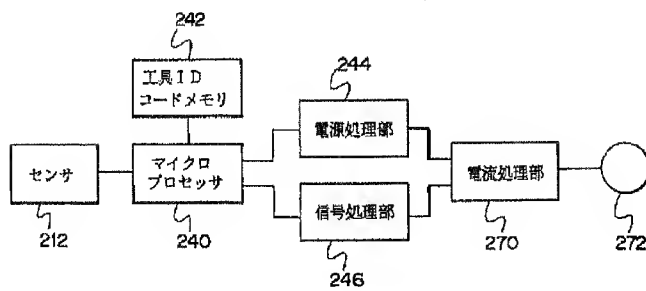 242
工具ID
コードメモリ
244
電源処理部
センサ
マイクロ
プロセッサ
電流処理部
信号処理部
212
240
246
270
272